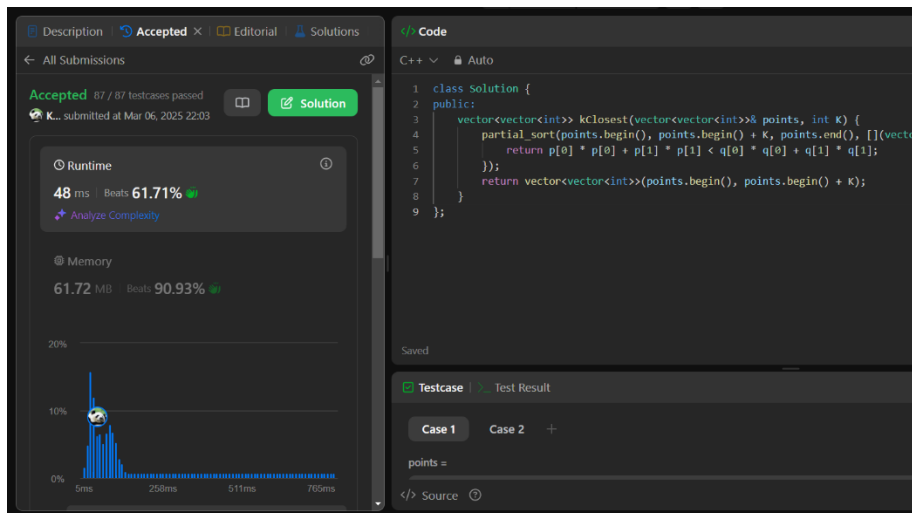 Description Accepted Editorial Solutions
All Submissions
Accepted 87 / 87 testcases passed
K... submitted at Mar 06, 2025 22:03
Solution
Runtime
48 ms Beats 61.71%
Analyze Complexity
Memory
61.72 MB Beats 90.93%
20%
10%
0%
5ms 258ms 511ms 765ms
</> Code
C++ Auto
1 class Solution {
2 public:
3 vector<vector<int>> kClosest(vector<vector<int>>& points, int K) {
4 partial_sort(points.begin(), points.begin() + K, points.end(), [](vecto
5 return p[0] * p[0] + p[1] * p[1] < q[0] * q[0] + q[1] * q[1];
6 });
7 return vector<vector<int>>(points.begin(), points.begin() + K);
8 }
9 };
Saved
Testcase >_ Test Result
Case 1 Case 2 +
points =
</> Source